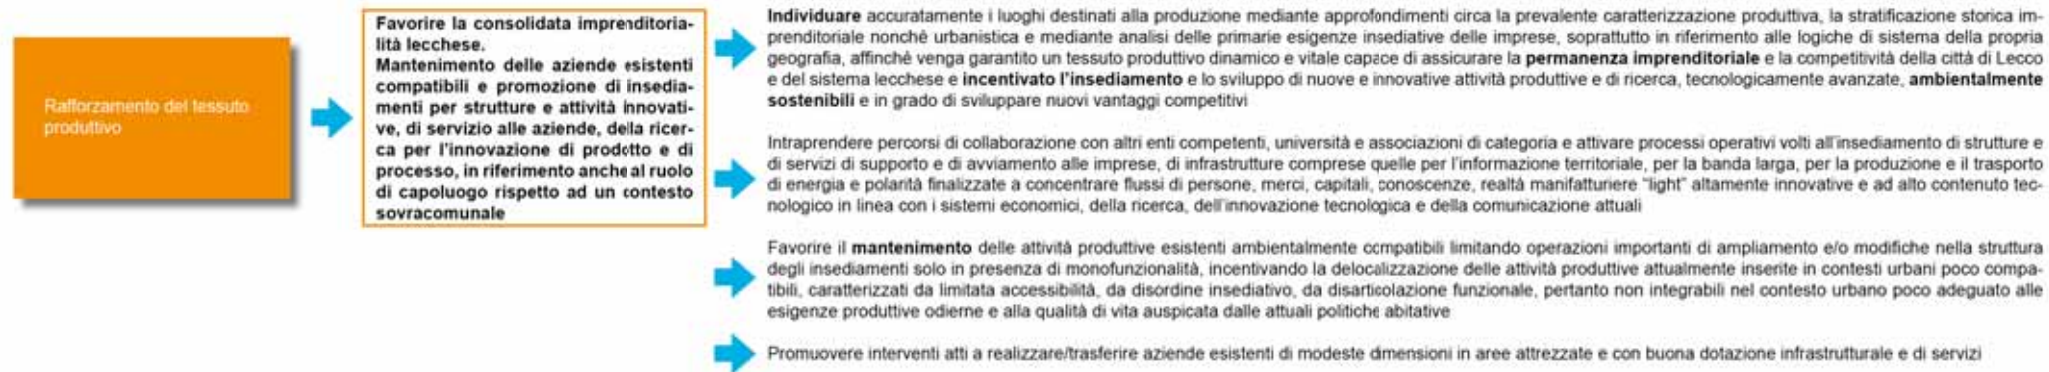 Rafforzamento del tessuto
produttivo
Favorire la consolidata imprenditoria-
lità lecchese.
Mantenimento delle aziende esistenti
compatibili e promozione di insedia-
menti per strutture e attività innovati-
ve, di servizio alle aziende, della ricer-
ca per l'innovazione di prodotto e di
processo, in riferimento anche al ruolo
di capoluogo rispetto ad un contesto
sovracomunale
Individuare accuratamente i luoghi destinati alla produzione mediante approfondimenti circa la prevalente caratterizzazione produttiva, la stratificazione storica im-
prenditoriale nonché urbanistica e mediante analisi delle primarie esigenze insediative delle imprese, soprattutto in riferimento alle logiche di sistema della propria
geografia, affinché venga garantito un tessuto produttivo dinamico e vitale capace di assicurare la permanenza imprenditoriale e la competitività della città di Lecco
e del sistema lecchese e incentivato l'insediamento e lo sviluppo di nuove e innovative attività produttive e di ricerca, tecnologicamente avanzate, ambientalmente
sostenibili e in grado di sviluppare nuovi vantaggi competitivi
Intraprendere percorsi di collaborazione con altri enti competenti, università e associazioni di categoria e attivare processi operativi volti all'insediamento di strutture e
di servizi di supporto e di avviamento alle imprese, di infrastrutture comprese quelle per l'informazione territoriale, per la banda larga, per la produzione e il trasporto
di energia e polarità finalizzate a concentrare flussi di persone, merci, capitali, conoscenze, realtà manifatturiere "light" altamente innovative e ad alto contenuto tec-
nologico in linea con i sistemi economici, della ricerca, dell'innovazione tecnologica e della comunicazione attuali
Favorire il mantenimento delle attività produttive esistenti ambientalmente compatibili limitando operazioni importanti di ampliamento e/o modifiche nella struttura
degli insediamenti solo in presenza di monofunzionalità, incentivando la delocalizzazione delle attività produttive attualmente inserite in contesti urbani poco compa-
tibili, caratterizzati da limitata accessibilità, da disordine insediativo, da disarticolazione funzionale, pertanto non integrabili nel contesto urbano poco adeguato alle
esigenze produttive odierne e alla qualità di vita auspicata dalle attuali politiche abitative
Promuovere interventi atti a realizzare/trasferire aziende esistenti di modeste dimensioni in aree attrezzate e con buona dotazione infrastrutturale e di servizi